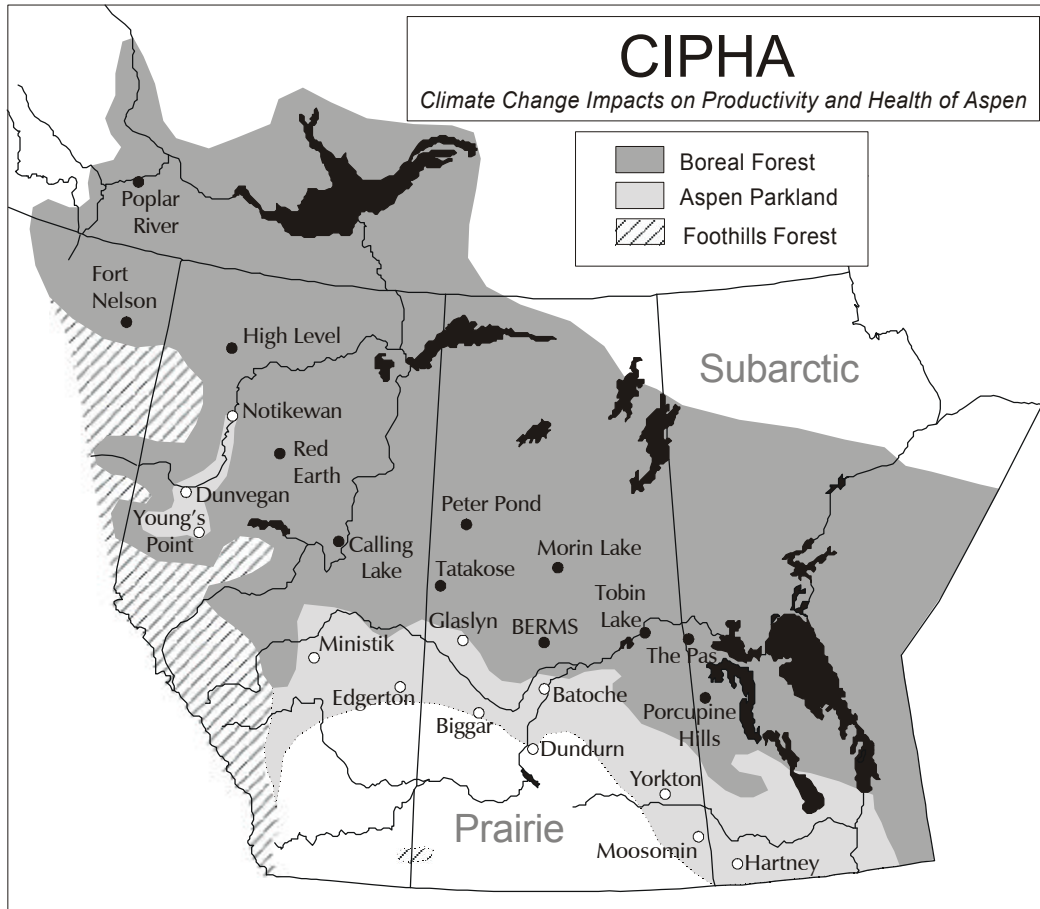 CIPHA
Climate Change Impacts on Productivity and Health of Aspen
Boreal Forest
Aspen Parkland
Foothills Forest
Poplar
River
Fort
Nelson
High Level
Subarctic
Notikewan
Red
Earth
Dunvegan
Young's
Point
Peter Pond
Calling
Lake
Morin Lake
Tatakose
Tobin
Lake
Glaslyn
BERMS
The Pas
Ministik
Edgerton
Batoche
Porcupine
Hills
Biggar
Dundurn
Yorkton
Prairie
Moosomin
Hartney